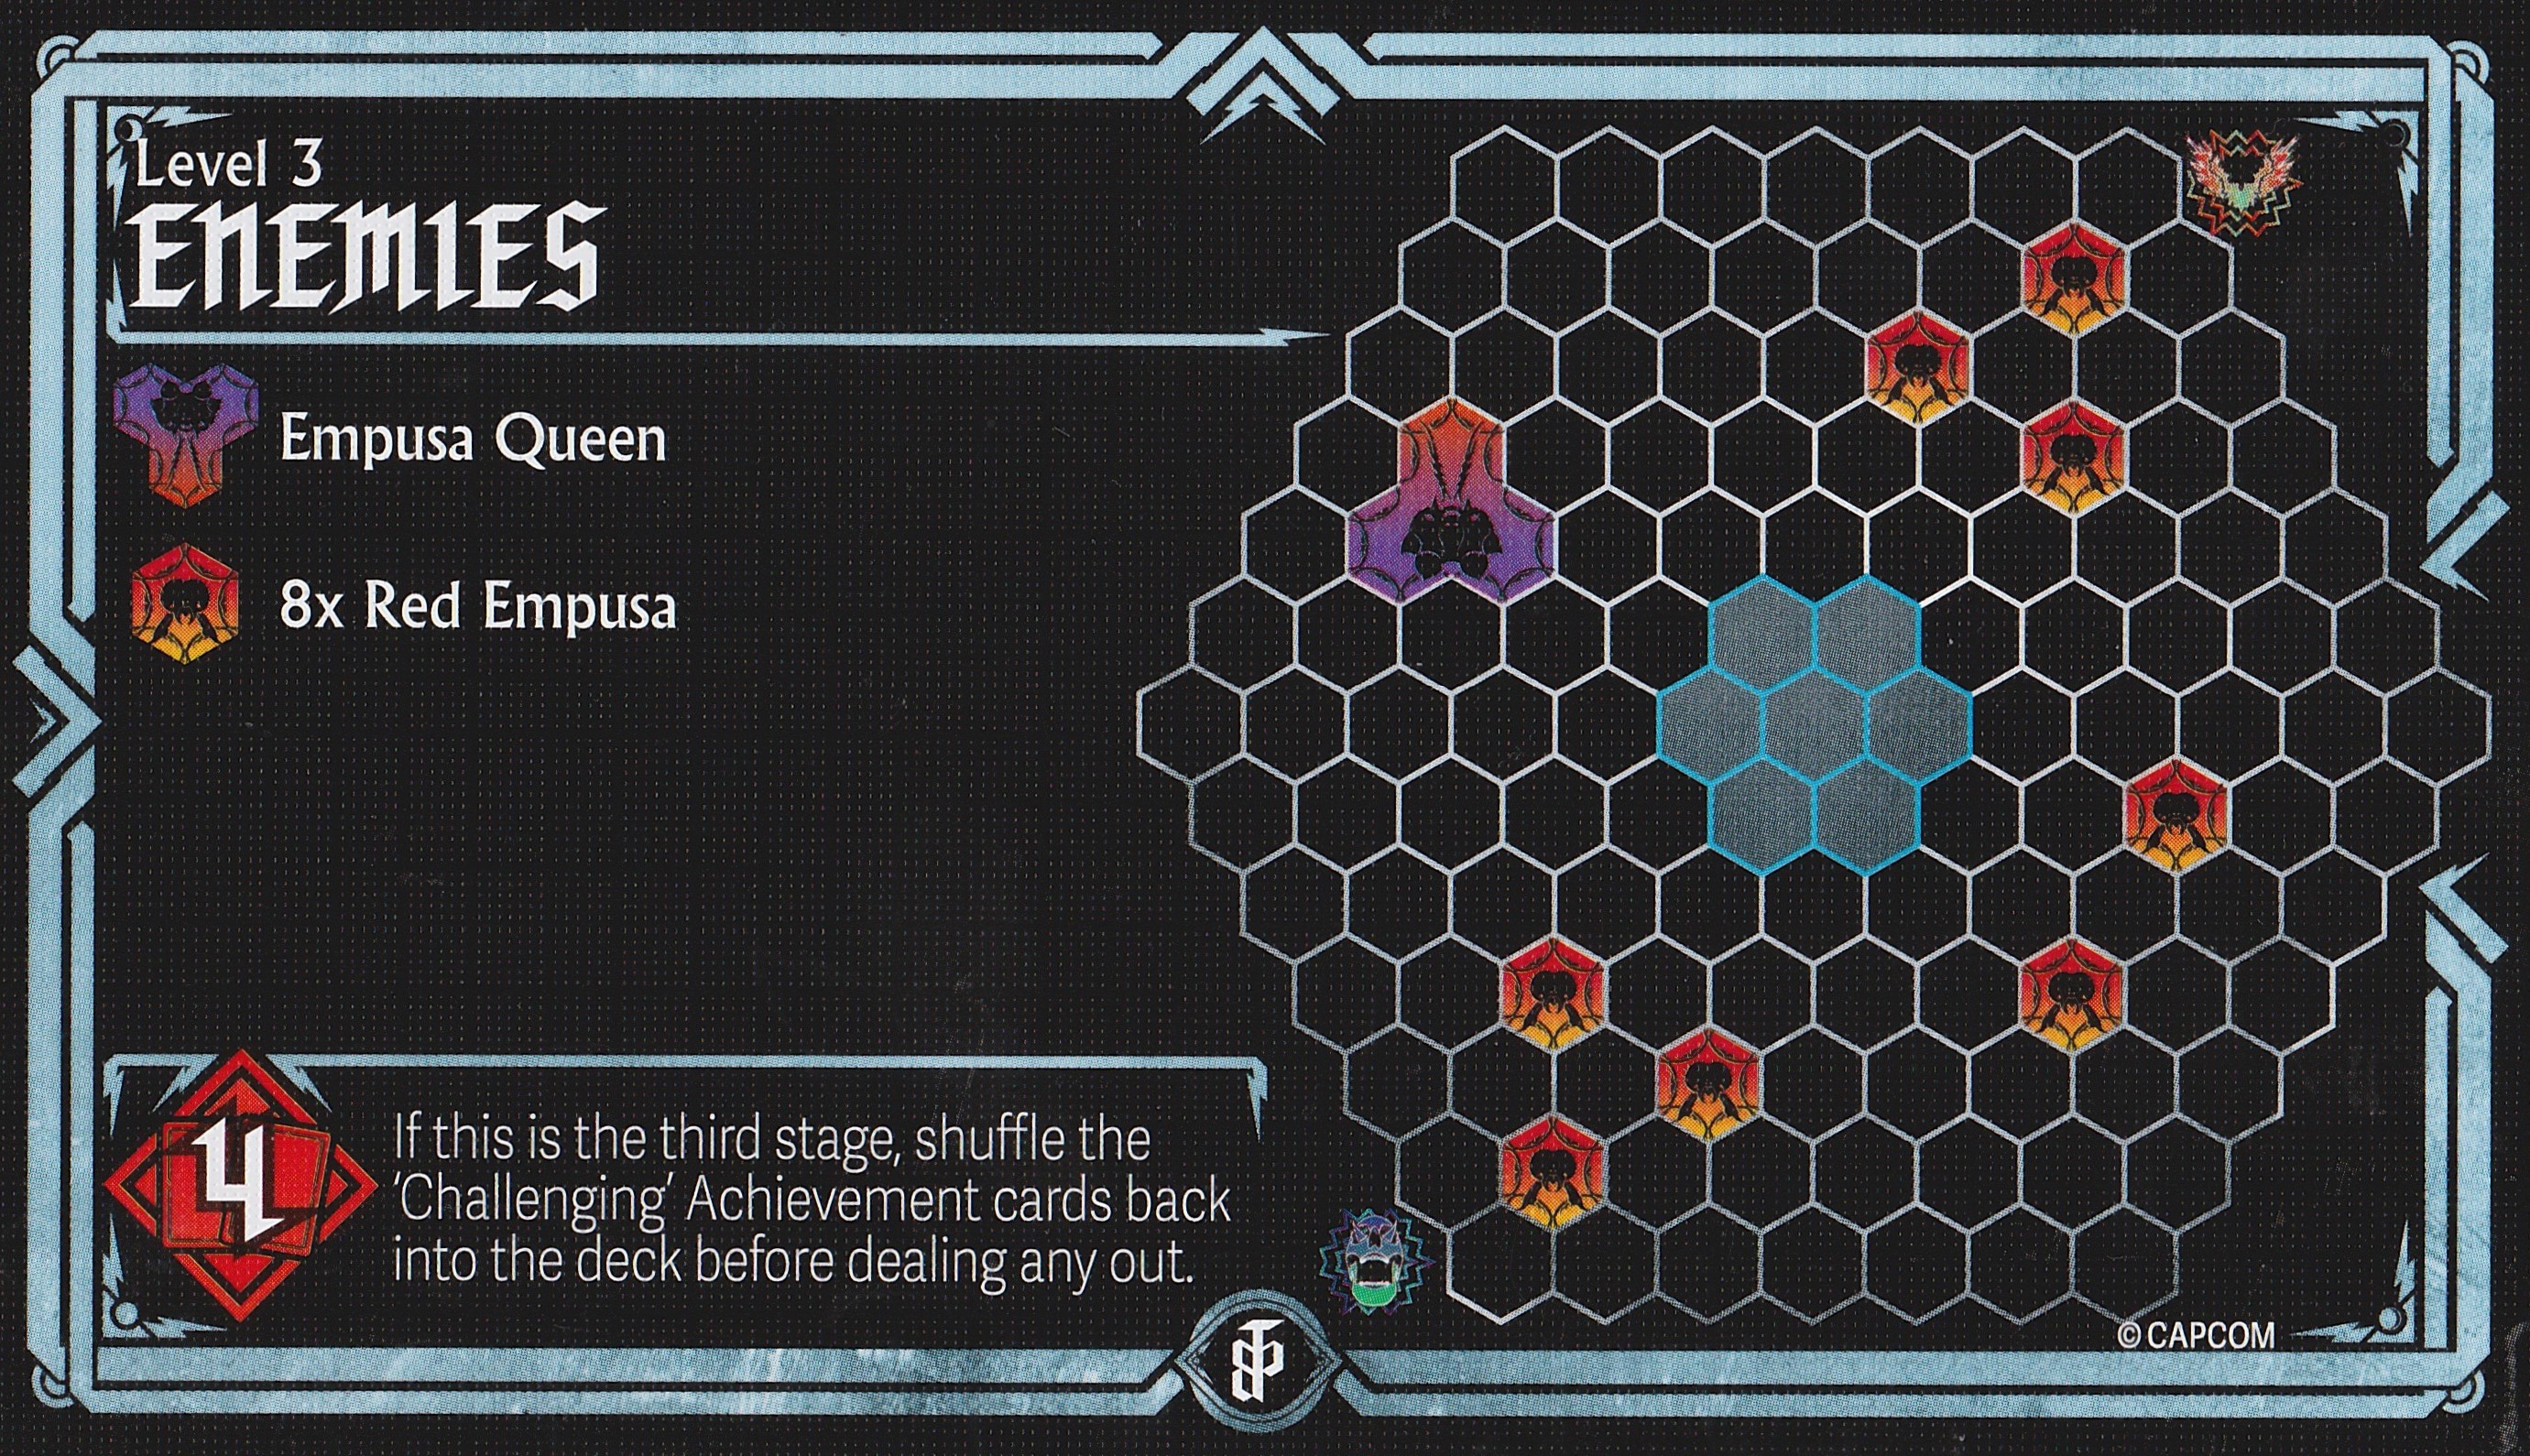 Level 3
ENEMIES
Empusa Queen
8x Red Empusa
4
If this is the third stage, shuffle the
‘Challenging’ Achievement cards back
into the deck before dealing any out.
© CAPCOM